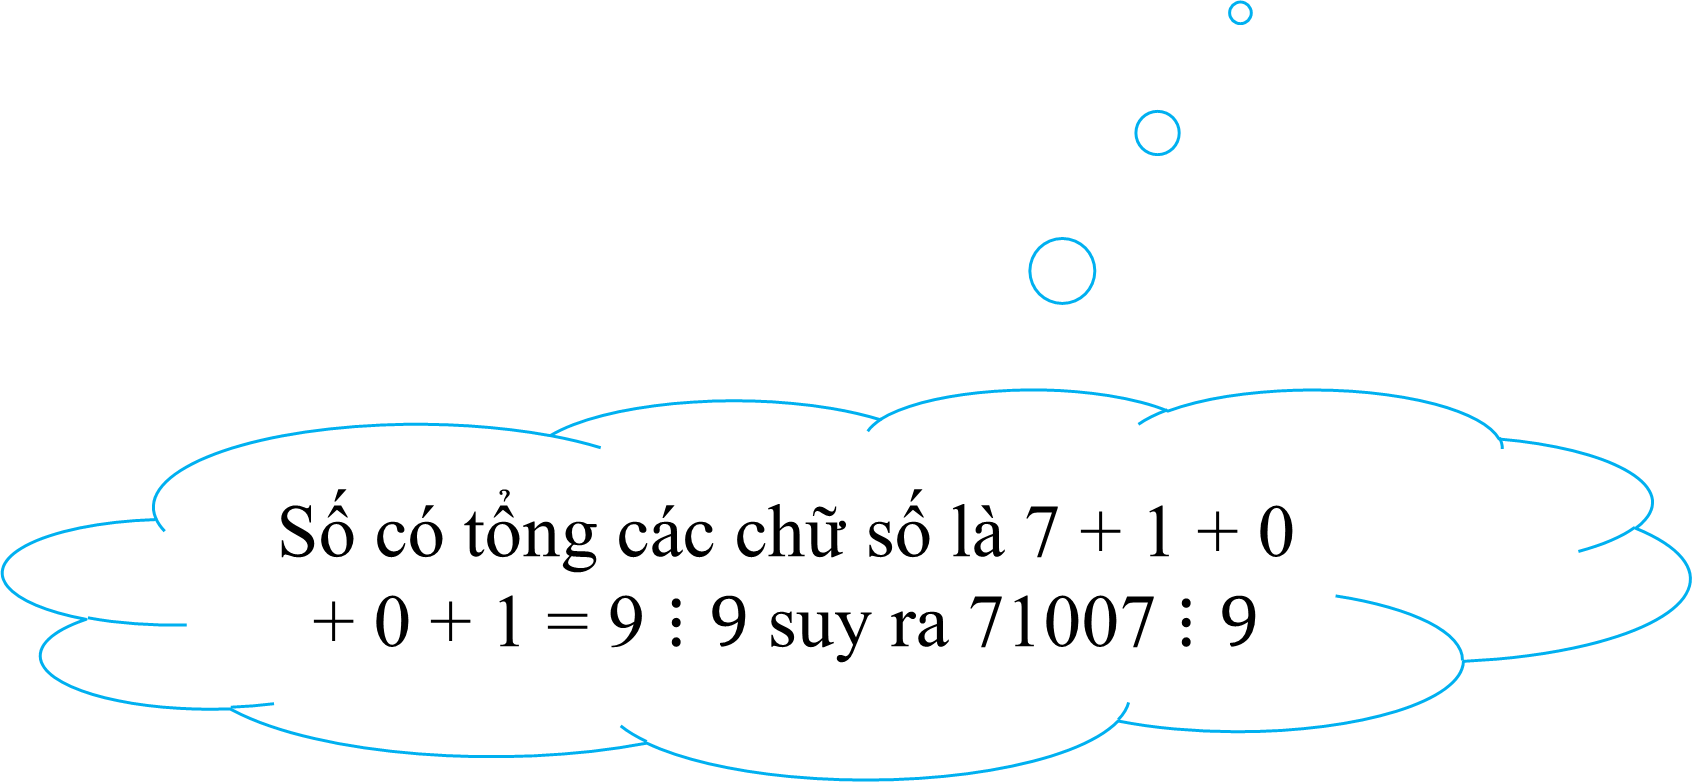 Số có tổng các chữ số là 7 + 1 + 0
+ 0 + 1 = 9 ⋮ 9 suy ra 71007 ⋮ 9